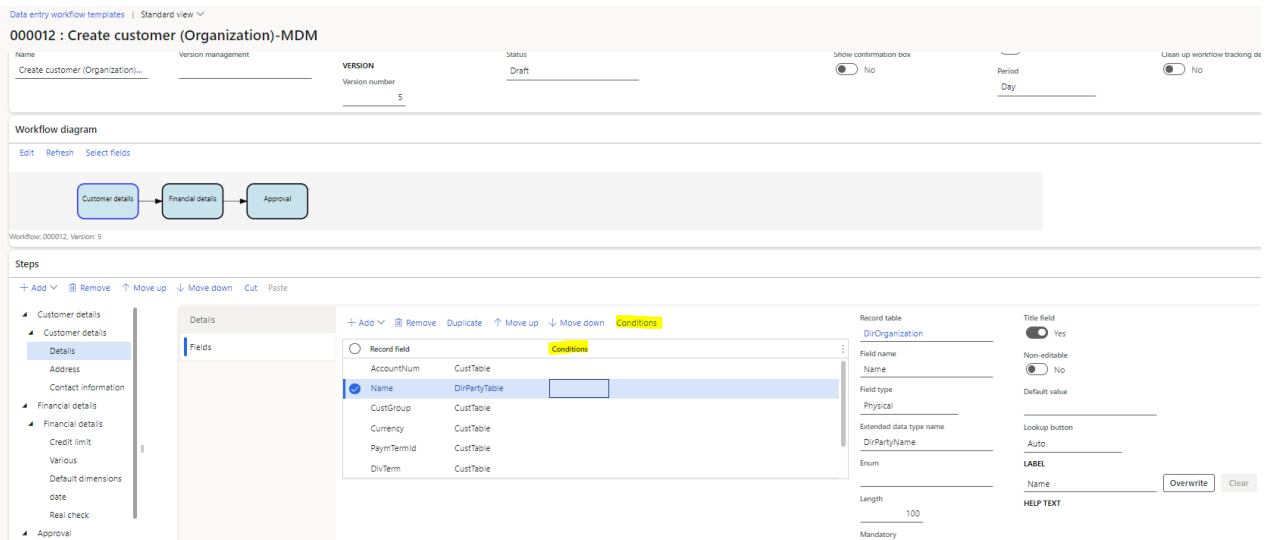 Data entry workflow templates | Standard view
000012 : Create customer (Organization)-MDM
Name
Version management
Status
Show confirmation box
Clean up workflow tracking de
Create customer (Organization)...
VERSION
Draft
No
Period
No
Version number
Day
5
Workflow diagram
Edit Refresh Select fields
Customer details
Financial details
Approval
Workflow: 000012, Version: 5
Steps
Add Remove Move up Move down Cut Paste
Customer details
Customer details
Details
Address
Contact information
Financial details
Financial details
Credit limit
Various
Default dimensions
date
Real check
Approval
Details
Fields
Add Remove Duplicate Move up Move down Conditions
Record field Conditions
AccountNum CustTable
Name DirPartyTable
CustGroup CustTable
Currency CustTable
PaymTermId CustTable
DlvTerm CustTable
Record table
DirOrganization
Field name
Name
Field type
Physical
Extended data type name
DirPartyName
Enum
Length
100
Mandatory
Title field
Yes
Non-editable
No
Default value
Lookup button
Auto
LABEL
Name Overwrite Clear
HELP TEXT